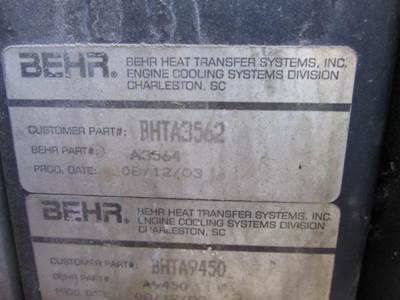 BEHR® BEHR HEAT TRANSFER SYSTEMS, INC.
ENGINE COOLING SYSTEMS DIVISION
CHARLESTON, SC
CUSTOMER PART#: BHTA3562
BEHR PART#: A3564
PROD. DATE: 08/12/03
BEHR® BEHR HEAT TRANSFER SYSTEMS, INC.
ENGINE COOLING SYSTEMS DIVISION
CHARLESTON, SC
CUSTOMER PART#: BHTA9450
BEHR PART#: A9450
DATE: